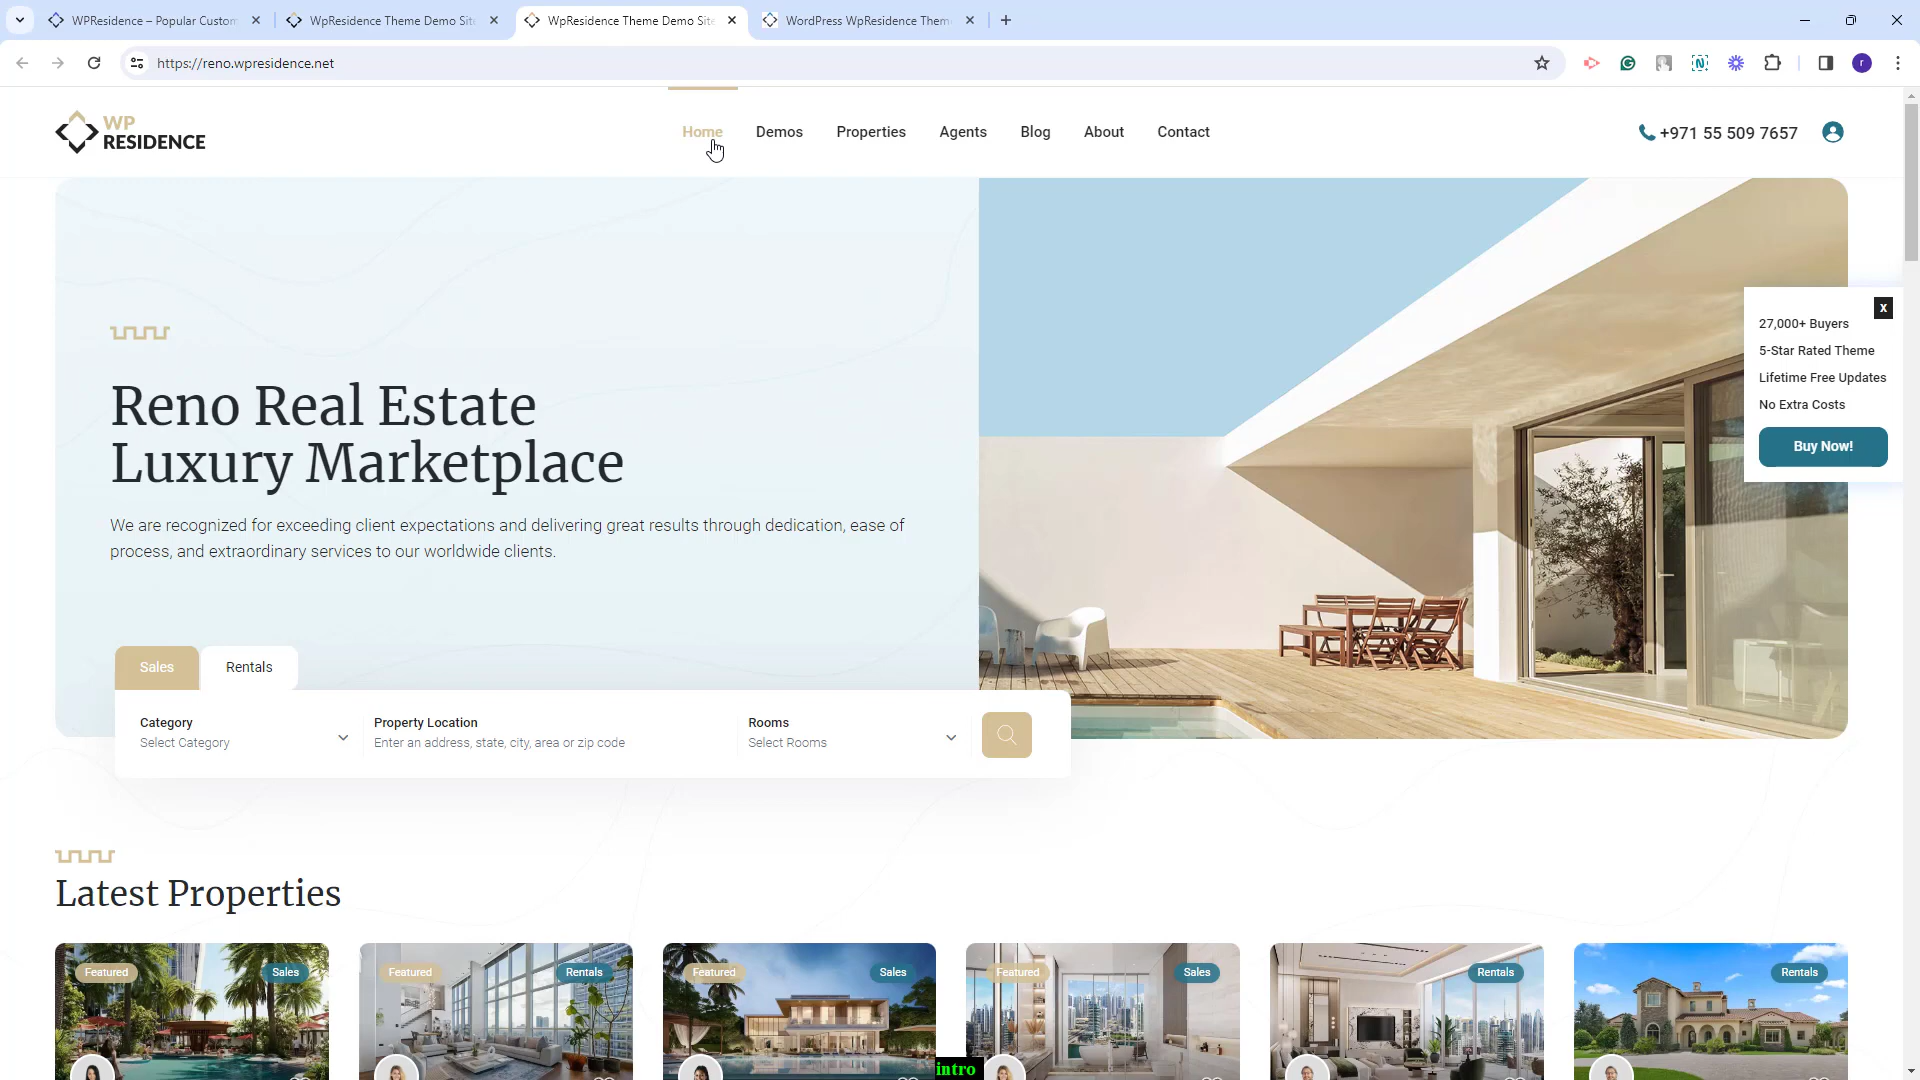 WPResidence – Popular Custom
WpResidence Theme Demo Site
WpResidence Theme Demo Site
WordPress WpResidence Them
https://reno.wpresidence.net
r
WP
RESIDENCE
Home
Demos
Properties
Agents
Blog
About
Contact
+971 55 509 7657
X
27,000+ Buyers
5-Star Rated Theme
Lifetime Free Updates
No Extra Costs
Buy Now!
Reno Real Estate
Luxury Marketplace
We are recognized for exceeding client expectations and delivering great results through dedication, ease of
process, and extraordinary services to our worldwide clients.
Sales
Rentals
Category
Select Category
Property Location
Enter an address, state, city, area or zip code
Rooms
Select Rooms
Latest Properties
Featured
Sales
Featured
Rentals
Featured
Sales
Featured
Sales
Rentals
Rentals
intro